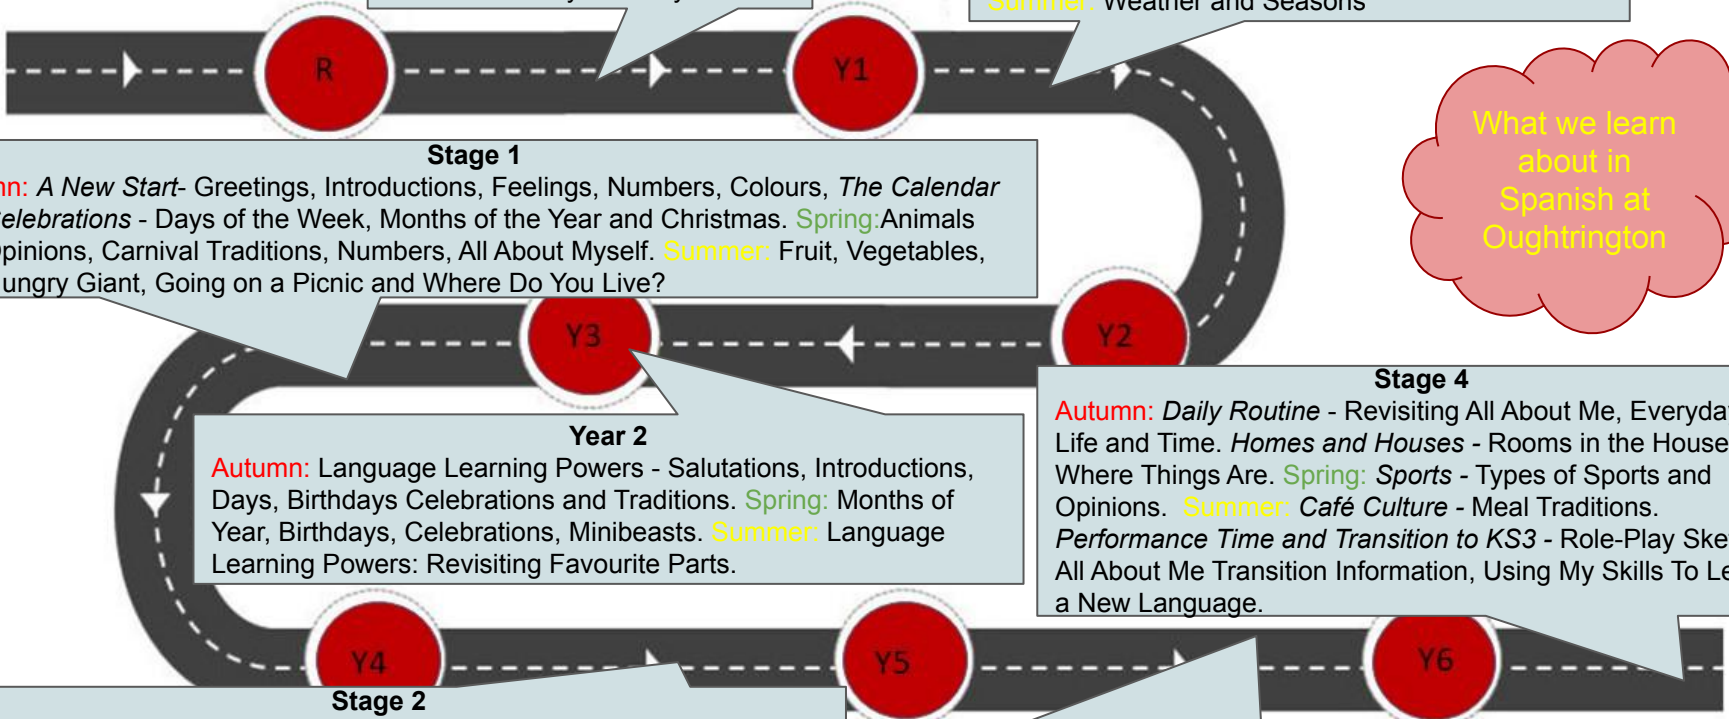 Summer: Weather and Seasons
R
Y1
What we learn
about in
Spanish at
Oughtrington
Stage 1
A New Start- Greetings, Introductions, Feelings, Numbers, Colours, The Calendar
- Days of the Week, Months of the Year and Christmas. Spring:Animals
Carnival Traditions, Numbers, All About Myself. Summer: Fruit, Vegetables,
Giant, Going on a Picnic and Where Do You Live?
Y3
Y2
Year 2
Autumn: Language Learning Powers - Salutations, Introductions,
Days, Birthdays Celebrations and Traditions. Spring: Months of
Year, Birthdays, Celebrations, Minibeasts. Summer: Language
Learning Powers: Revisiting Favourite Parts.
Stage 4
Autumn: Daily Routine - Revisiting All About Me,
Life and Time. Homes and Houses - Rooms in the House
Where Things Are. Spring: Sports - Types of Sports and
Opinions. Summer: Café Culture - Meal Traditions.
Performance Time and Transition to KS3 - Role-Play
All About Me Transition Information, Using My Skills To
a New Language.
Y4
Y5
Y6
Stage 2